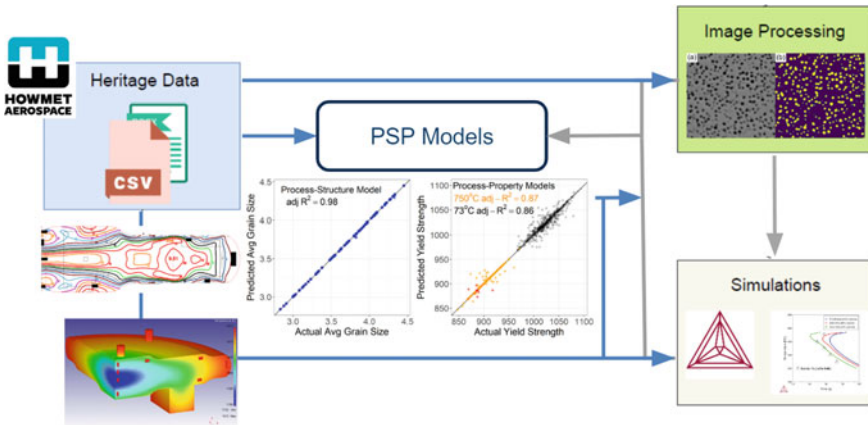 HOWMET
AEROSPACE
Heritage Data
CSV
PSP Models
Image Processing
(a)
(b)
Process-Structure Model
adj R² = 0.98
Predicted Avg Grain Size
4.5
4.0
3.5
3.0
3.0
3.5
4.0
4.5
Actual Avg Grain Size
Process-Property Models
750°C adj – R² = 0.87
73°C adj – R² = 0.86
Predicted Yield Strength
1100
1050
1000
950
900
850
850
900
950
1000
1050
1100
Actual Yield Strength
Simulations